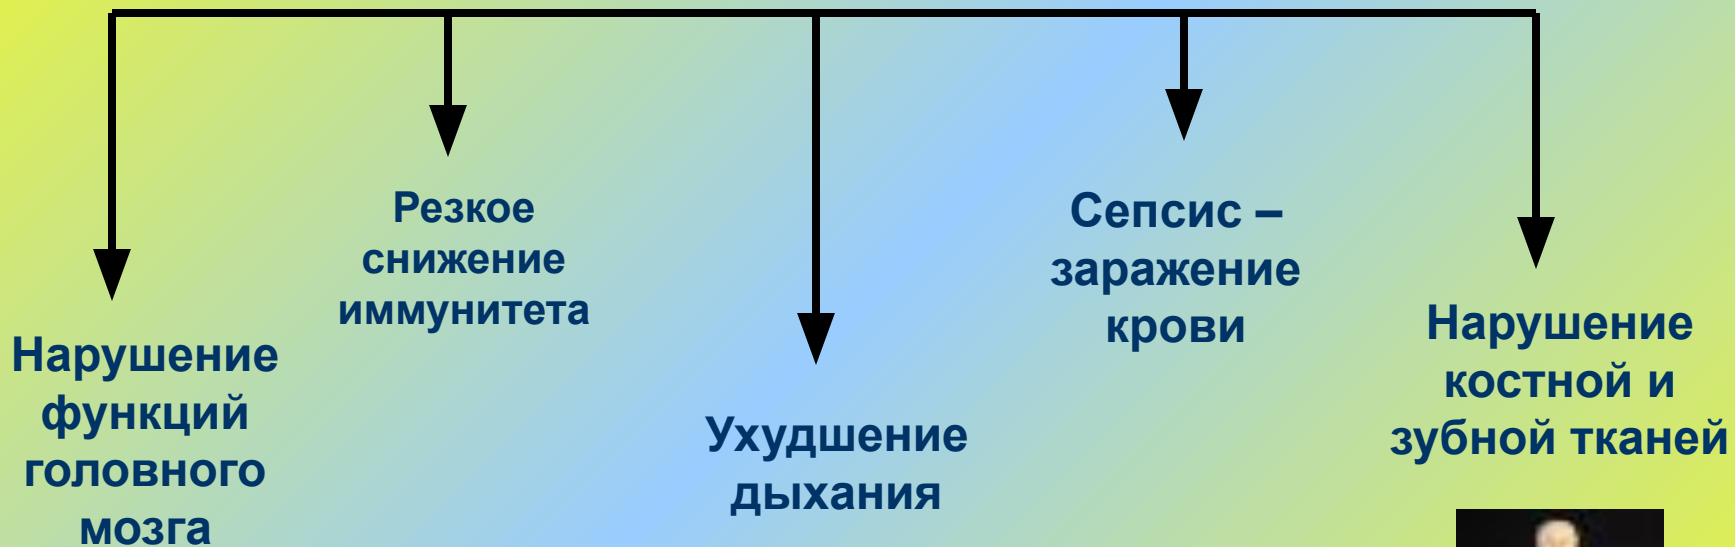 Нарушение
функций
головного
мозга
Резкое
снижение
иммунитета
Ухудшение
дыхания
Сепсис –
заражение
крови
Нарушение
костной и
зубной тканей